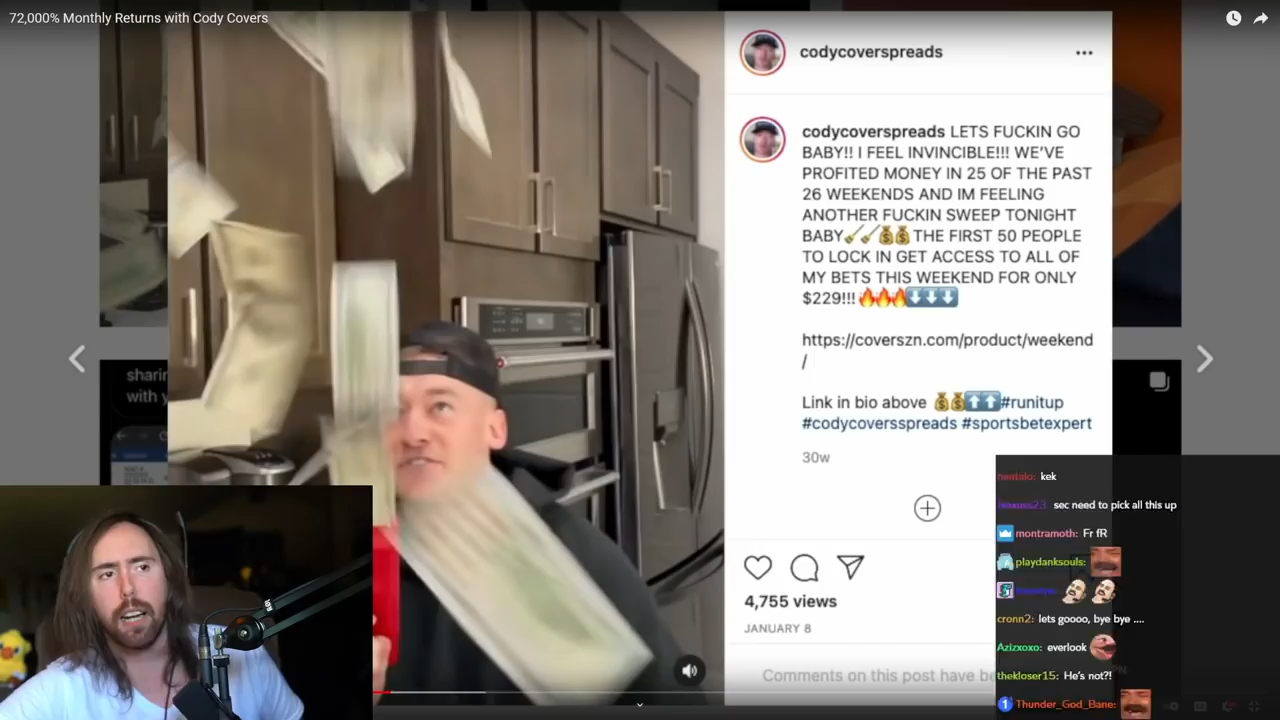 72,000% Monthly Returns with Cody Covers
codycoverspreads
codycoverspreads LETS FUCKIN GO
BABY!! I FEEL INVINCIBLE!!! WE'VE
PROFITED MONEY IN 25 OF THE PAST
26 WEEKENDS AND IM FEELING
ANOTHER FUCKIN SWEEP TONIGHT
BABY🧹🧹💰💰THE FIRST 50 PEOPLE
TO LOCK IN GET ACCESS TO ALL OF
MY BETS THIS WEEKEND FOR ONLY
$229!!! 🔥🔥🔥⬇️⬇️⬇️
https://coverszn.com/product/weekend
/
Link in bio above 💰💰⬆️⬆️#runitup
#codycoversspreads #sportsbetexpert
30w
4,755 views
JANUARY 8
Comments on this post have be
sharin
with y
kek
sec need to pick all this up
montramoth: Fr fR
playdanksouls:
cronn2: lets goooo, bye bye ....
Azizxoxo: everlook
thekloser15: He's not?!
Thunder_God_Bane: